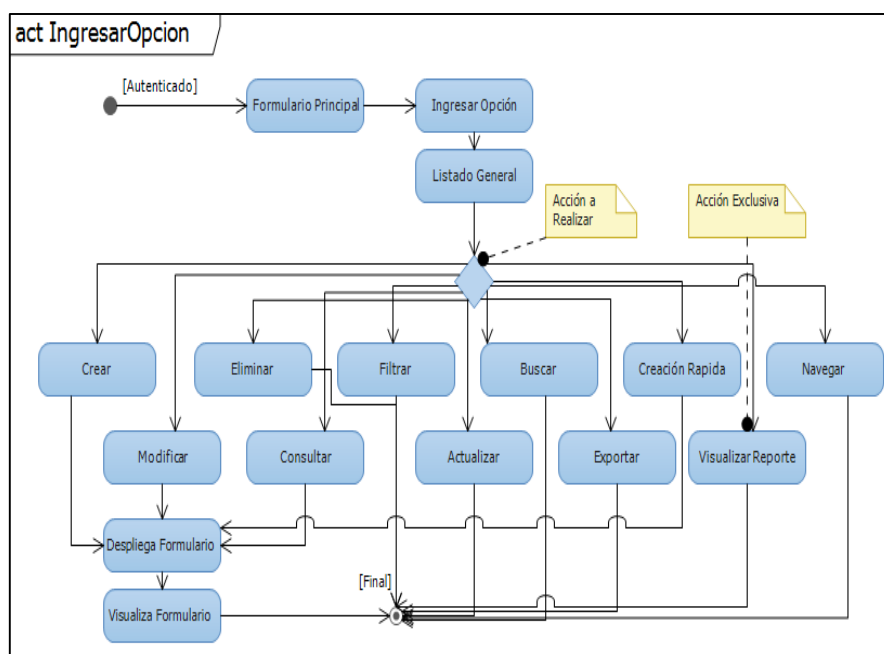 act IngresarOpcion
[Autenticado]
Formulario Principal
Ingresar Opción
Listado General
Acción a
Realizar
Acción Exclusiva
Crear
Eliminar
Filtrar
Buscar
Creación Rapida
Navegar
Modificar
Consultar
Actualizar
Exportar
Visualizar Reporte
Despliega Formulario
[Final]
Visualiza Formulario